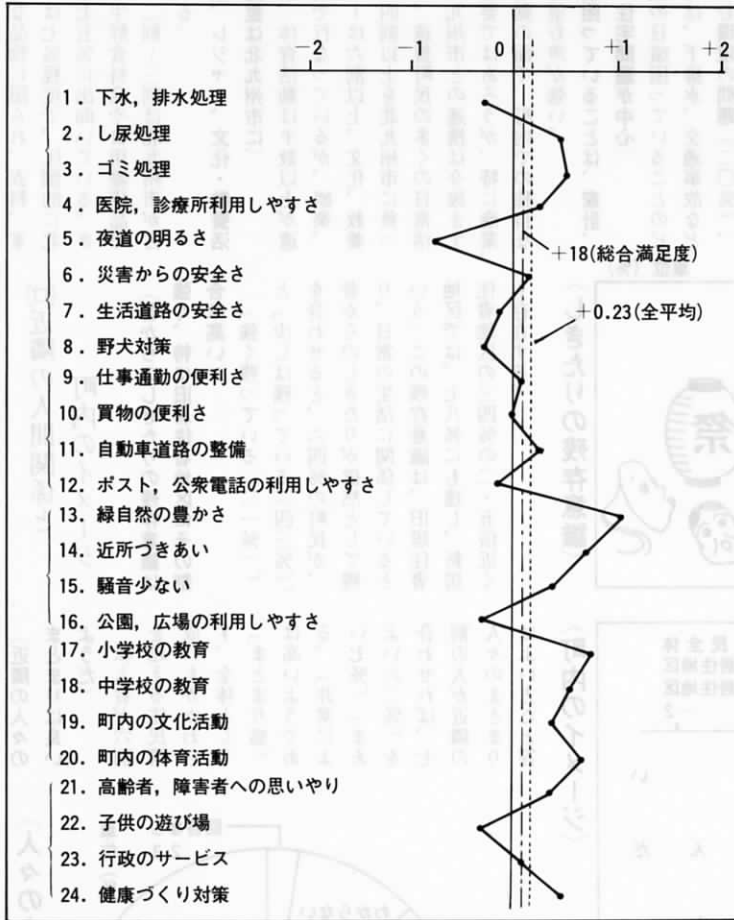 -2 -1 0 +1 +2
1. 下水，排水処理
2. し尿処理
3. ゴミ処理
4. 医院，診療所利用しやすさ
5. 夜道の明るさ
+18(総合満足度)
6. 災害からの安全さ
7. 生活道路の安全さ
+0.23(全平均)
8. 野犬対策
9. 仕事通勤の便利さ
10. 買物の便利さ
11. 自動車道路の整備
12. ポスト，公衆電話の利用しやすさ
13. 緑自然の豊かさ
14. 近所づきあい
15. 騒音少ない
16. 公園，広場の利用しやすさ
17. 小学校の教育
18. 中学校の教育
19. 町内の文化活動
20. 町内の体育活動
21. 高齢者，障害者への思いやり
22. 子供の遊び場
23. 行政のサービス
24. 健康づくり対策